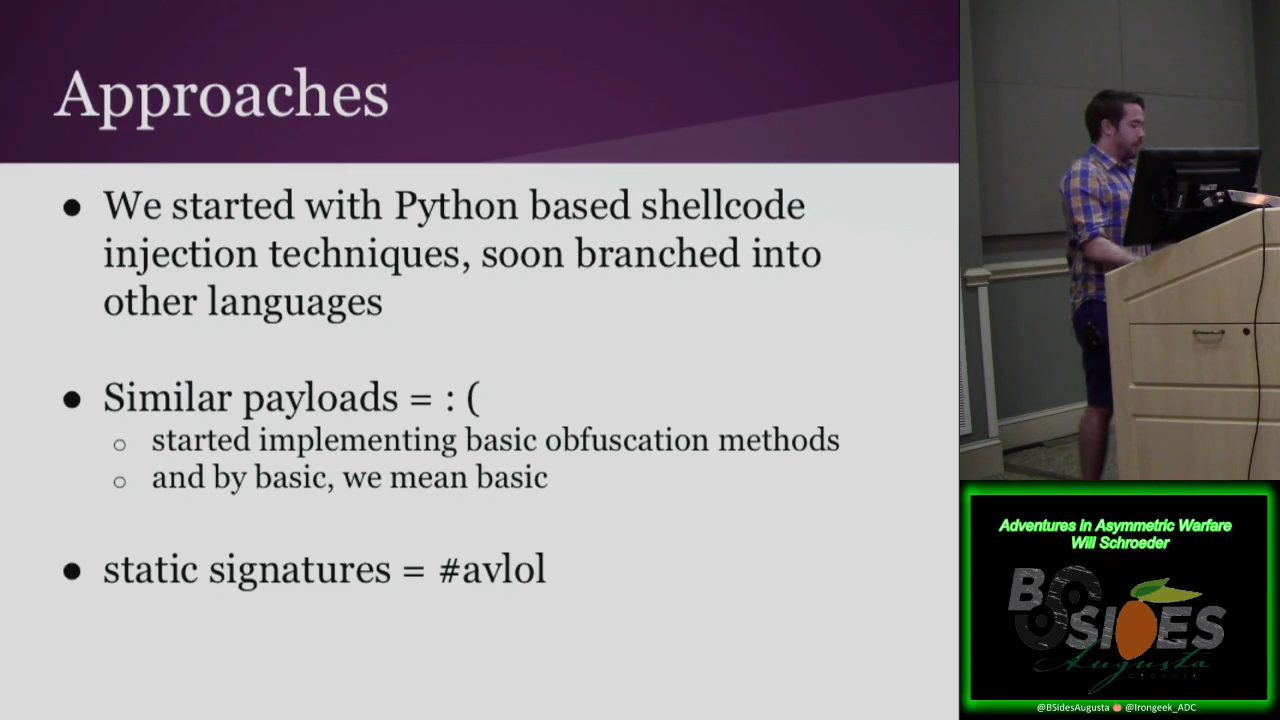 Approaches
● We started with Python based shellcode
injection techniques, soon branched into
other languages
● Similar payloads = : (
○ started implementing basic obfuscation methods
○ and by basic, we mean basic
● static signatures = #avlol
Adventures in Asymmetric Warfare
Will Schroeder
BSIDES
Augusta
GEORGIA
@BSidesAugusta @Irongeek_ADC